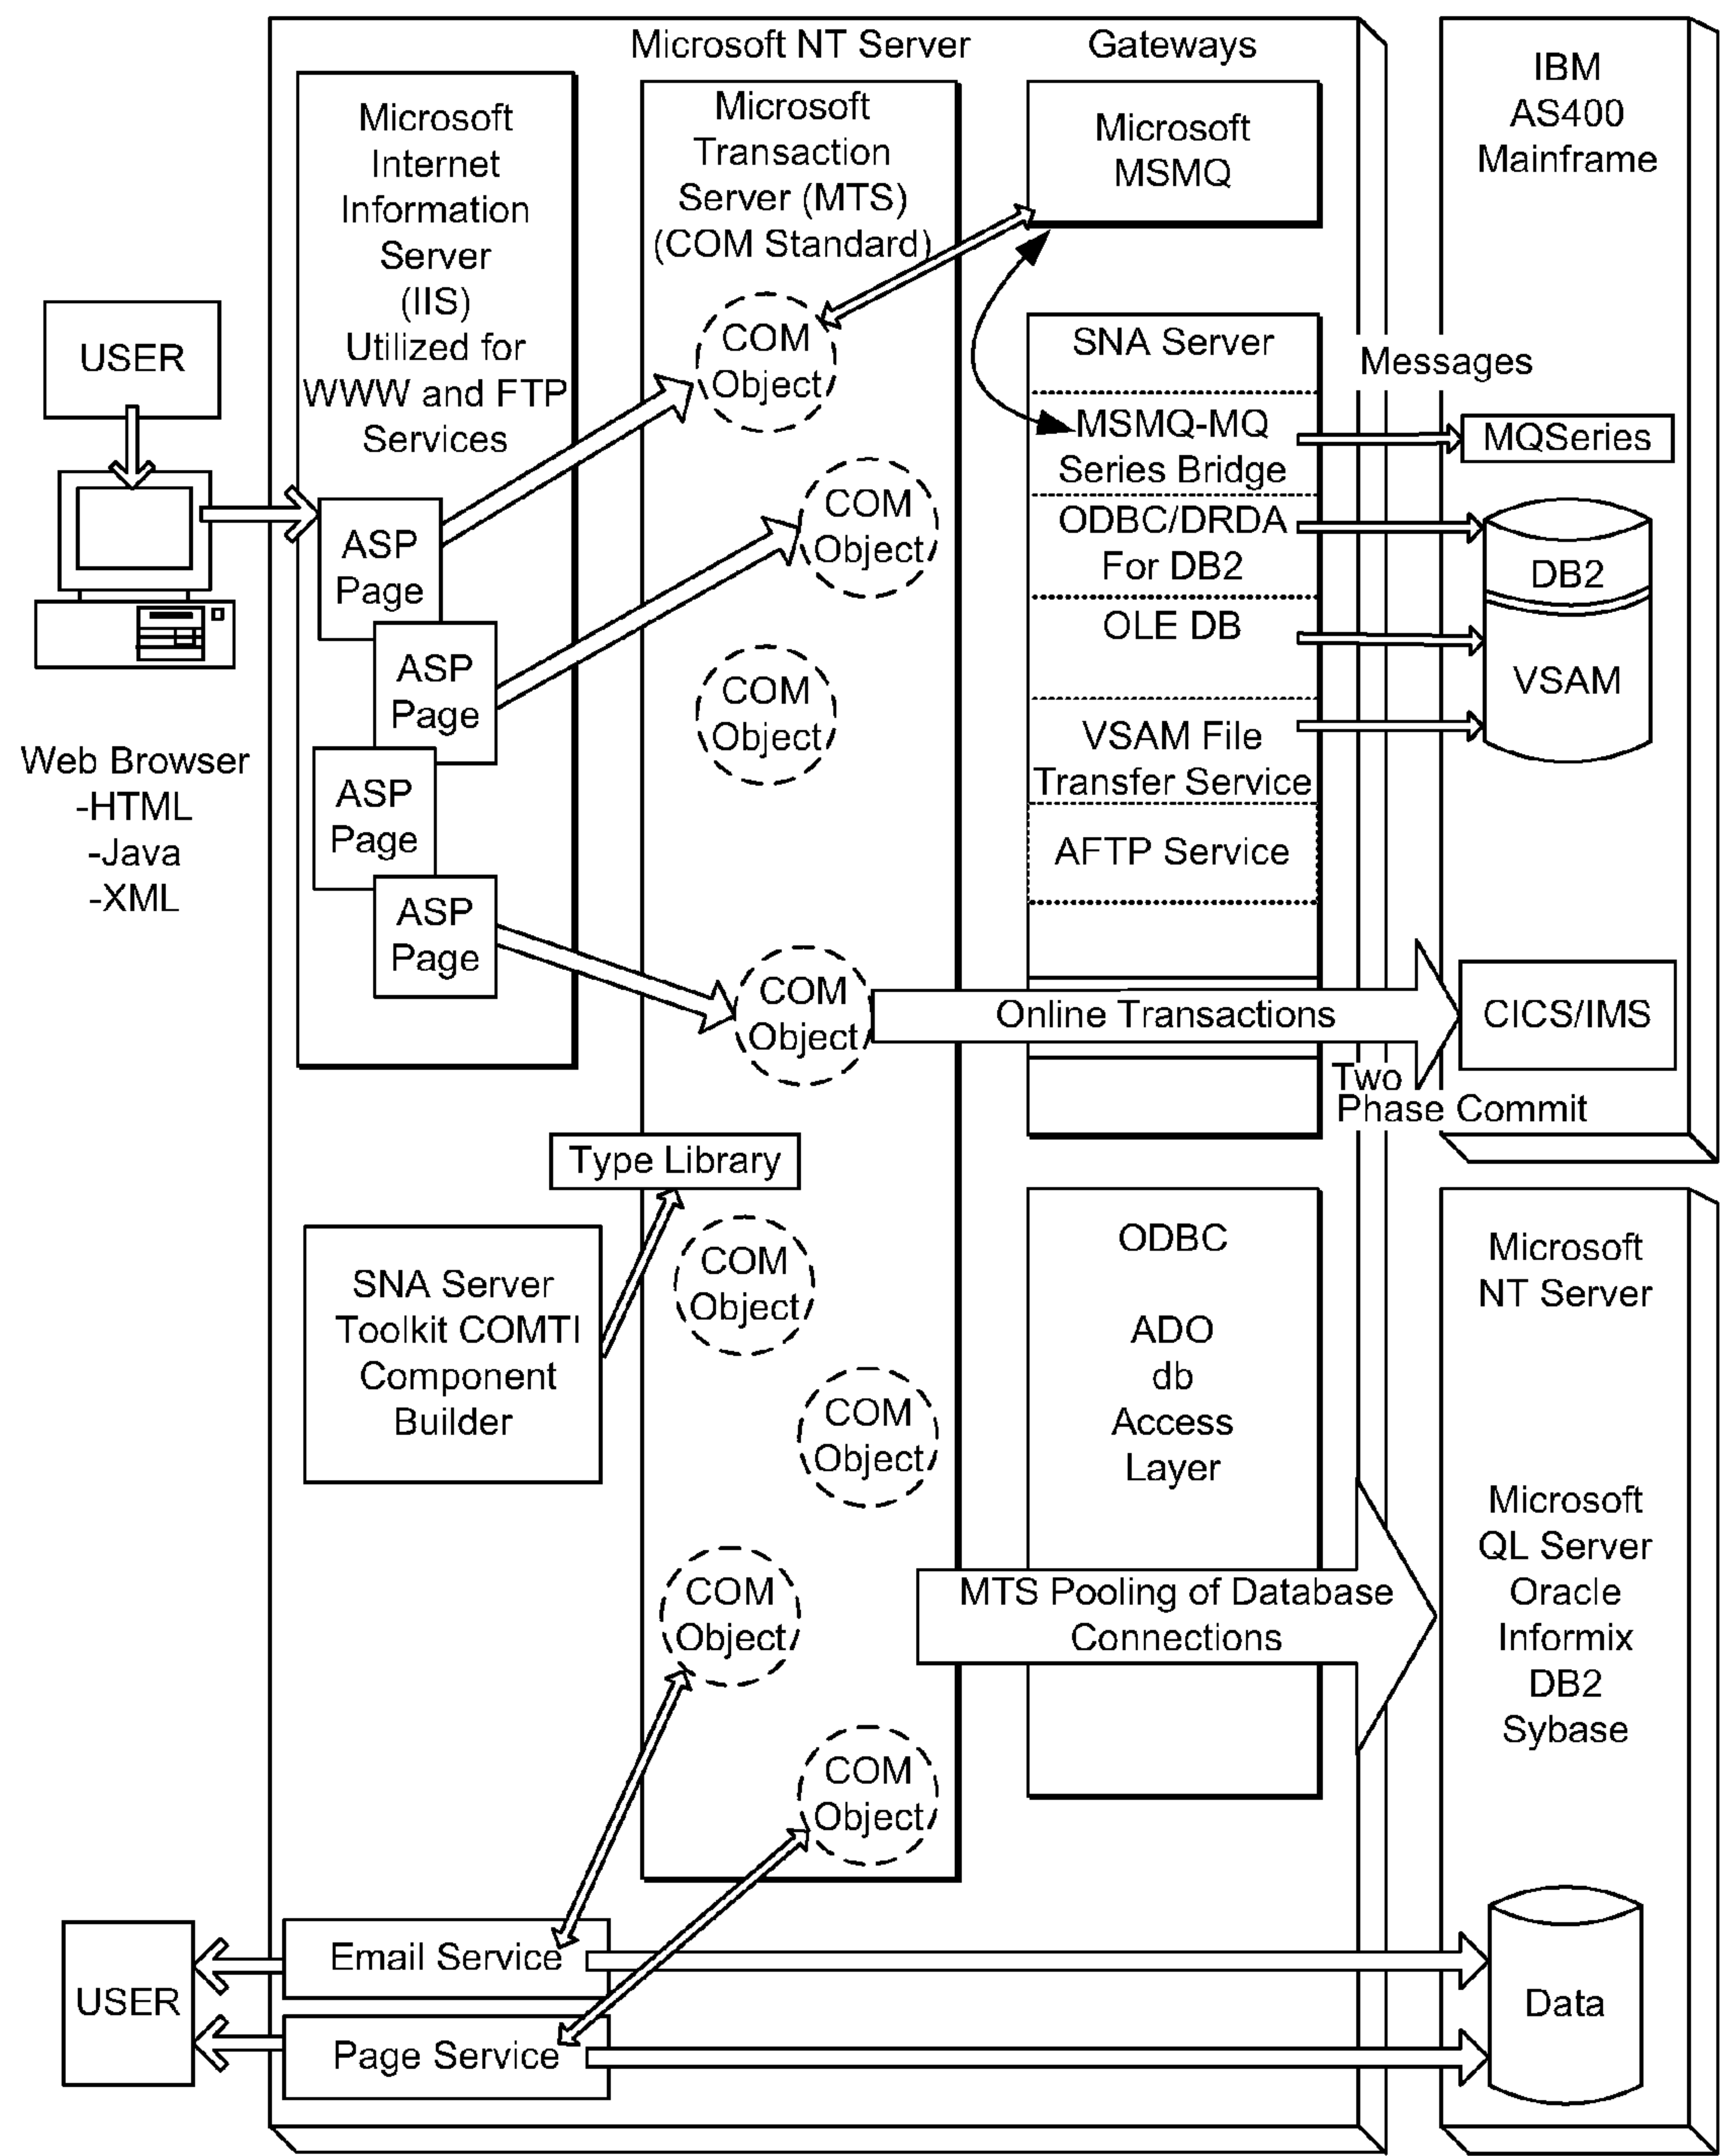 Microsoft NT Server
Gateways
USER
Web Browser
-HTML
-Java
-XML
Microsoft
Internet
Information
Server
(IIS)
Utilized for
WWW and FTP
Services
ASP
Page
ASP
Page
ASP
Page
ASP
Page
SNA Server
Toolkit COMTI
Component
Builder
Type Library
Microsoft
Transaction
Server (MTS)
(COM Standard)
COM
Object
COM
Object
COM
Object
COM
Object
COM
Object
COM
Object
COM
Object
COM
Object
Microsoft
MSMQ
SNA Server
MSMQ-MQ
Series Bridge
ODBC/DRDA
For DB2
OLE DB
VSAM File
Transfer Service
AFTP Service
Online Transactions
Messages
Two
Phase Commit
IBM
AS400
Mainframe
MQSeries
DB2
VSAM
CICS/IMS
ODBC
ADO
db
Access
Layer
MTS Pooling of Database
Connections
Microsoft
NT Server
Microsoft
QL Server
Oracle
Informix
DB2
Sybase
USER
Email Service
Page Service
Data